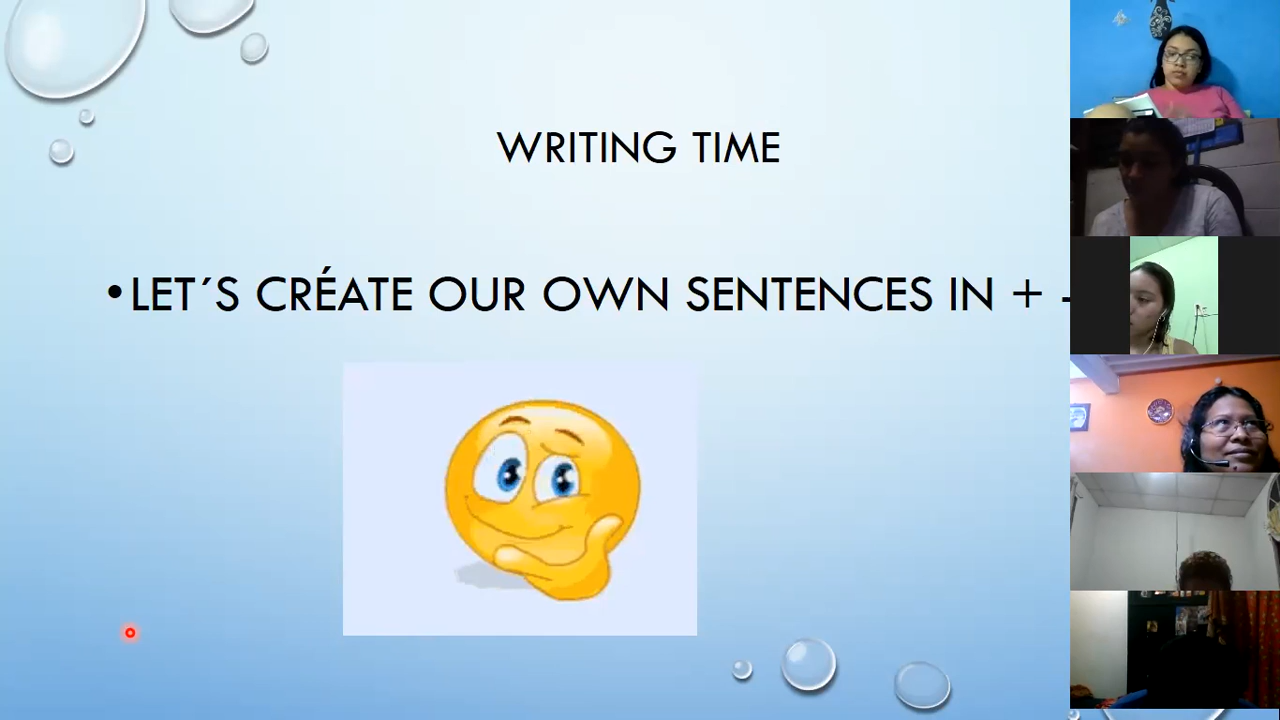 WRITING TIME
•LET´S CRÉATE OUR OWN SENTENCES IN + -